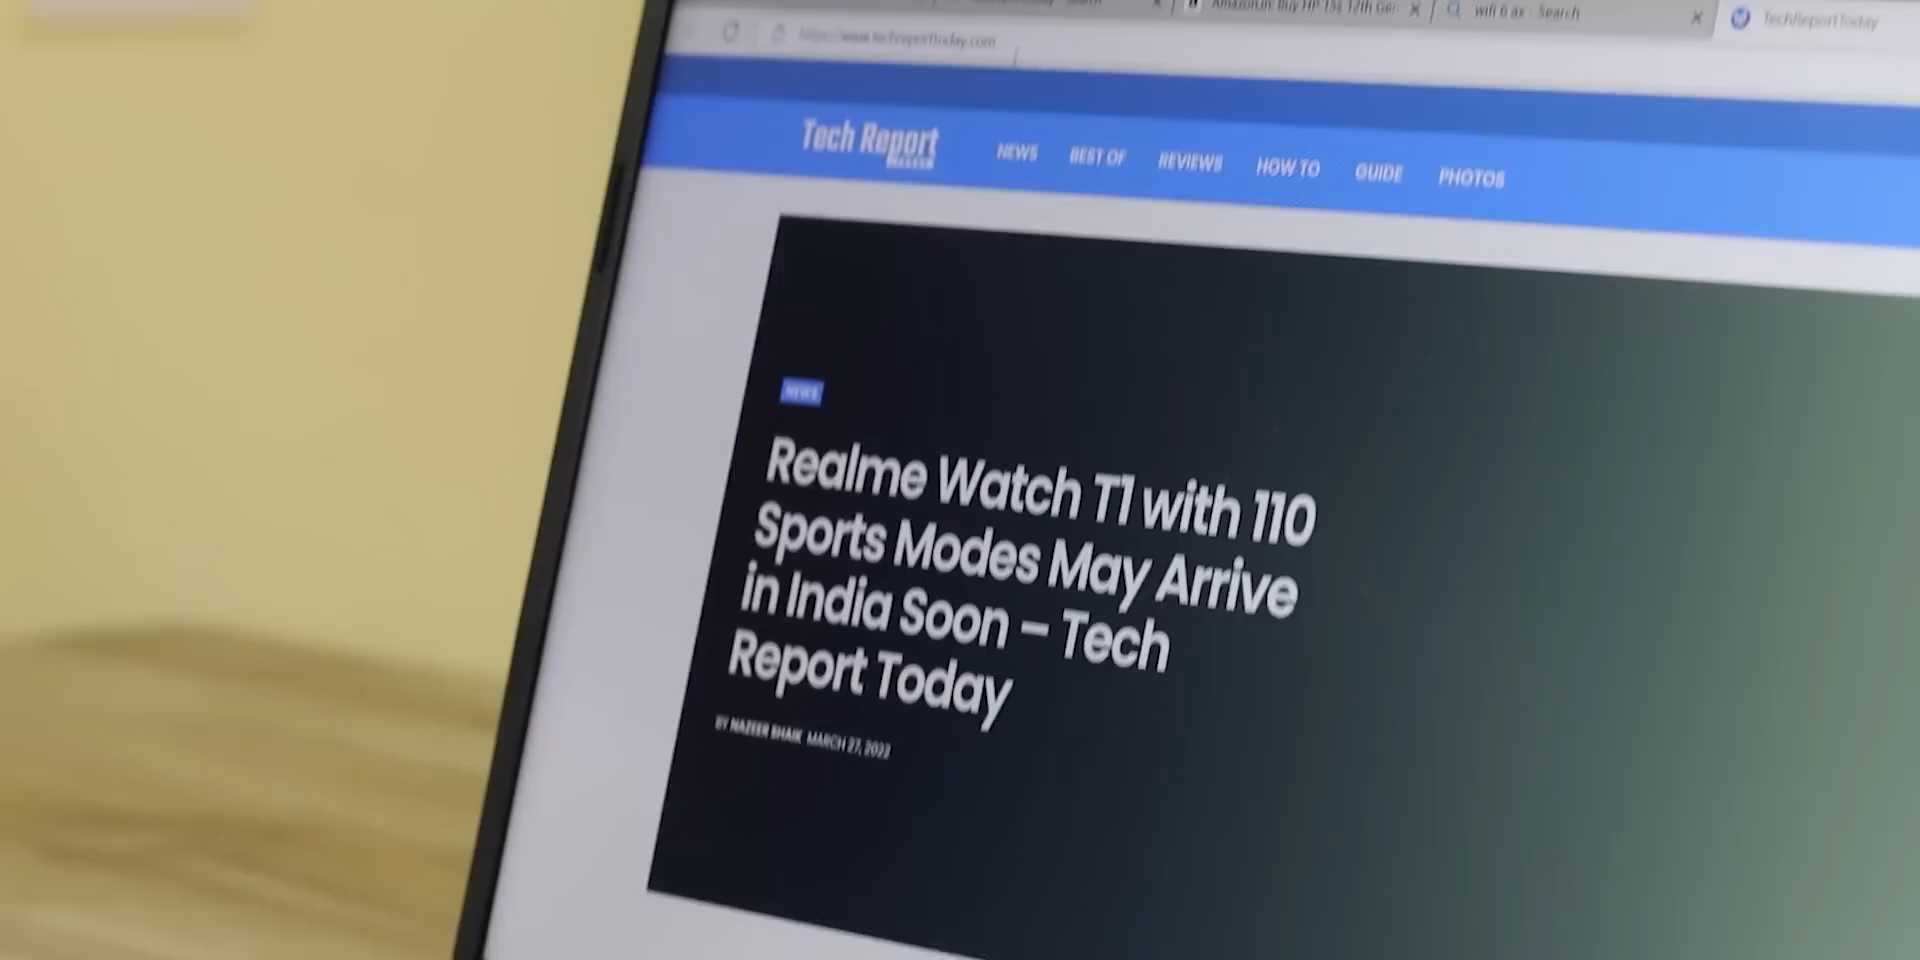 Amazon.in: Buy HP 15s 12th Gen
wifi 6 ax - Search
TechReportToday
https://www.techreporttoday.com
Tech Report
TODAY
NEWS BEST OF REVIEWS HOW TO GUIDE PHOTOS
NEWS
Realme Watch T1 with 110
Sports Modes May Arrive
in India Soon – Tech
Report Today
BY NAZEER SHAIK MARCH 27, 2022